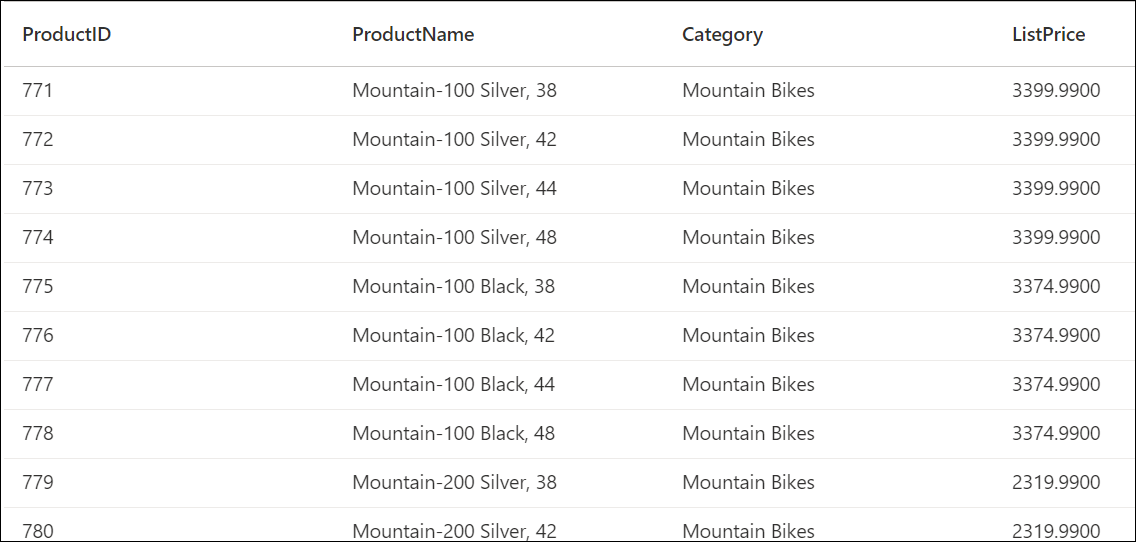 ProductID ProductName Category ListPrice
771 Mountain-100 Silver, 38 Mountain Bikes 3399.9900
772 Mountain-100 Silver, 42 Mountain Bikes 3399.9900
773 Mountain-100 Silver, 44 Mountain Bikes 3399.9900
774 Mountain-100 Silver, 48 Mountain Bikes 3399.9900
775 Mountain-100 Black, 38 Mountain Bikes 3374.9900
776 Mountain-100 Black, 42 Mountain Bikes 3374.9900
777 Mountain-100 Black, 44 Mountain Bikes 3374.9900
778 Mountain-100 Black, 48 Mountain Bikes 3374.9900
779 Mountain-200 Silver, 38 Mountain Bikes 2319.9900
780 Mountain-200 Silver, 42 Mountain Bikes 2319.9900